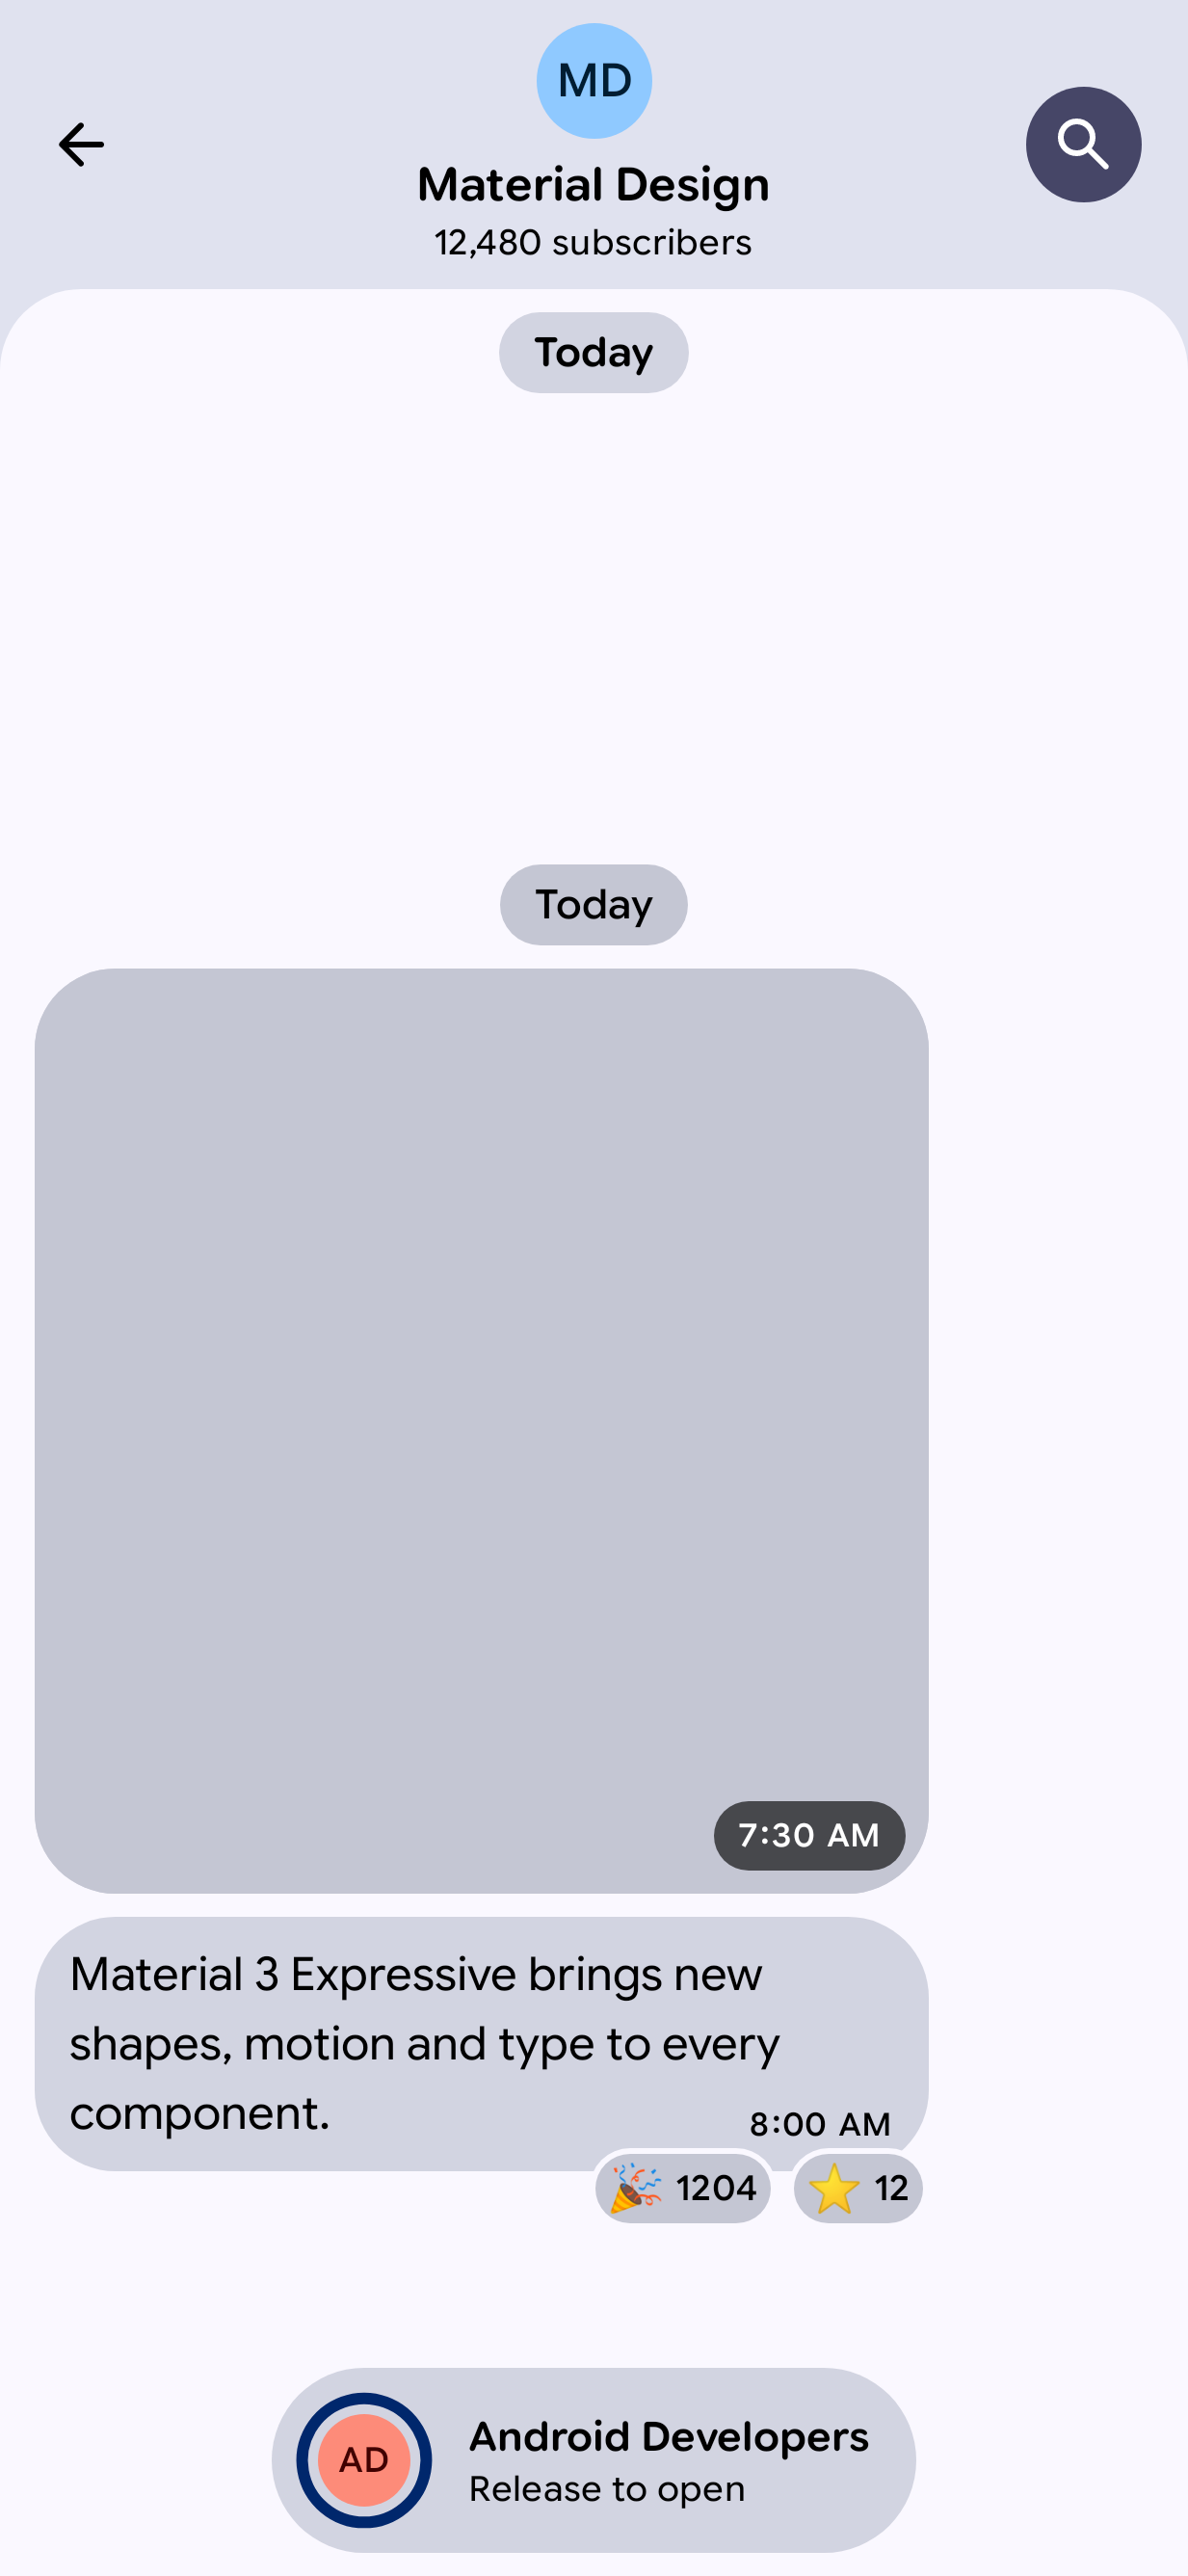 MD
Material Design
12,480 subscribers
Today
Today
7:30 AM
Material 3 Expressive brings new
shapes, motion and type to every
component.
8:00 AM
🎉 1204 ⭐ 12
AD
Android Developers
Release to open